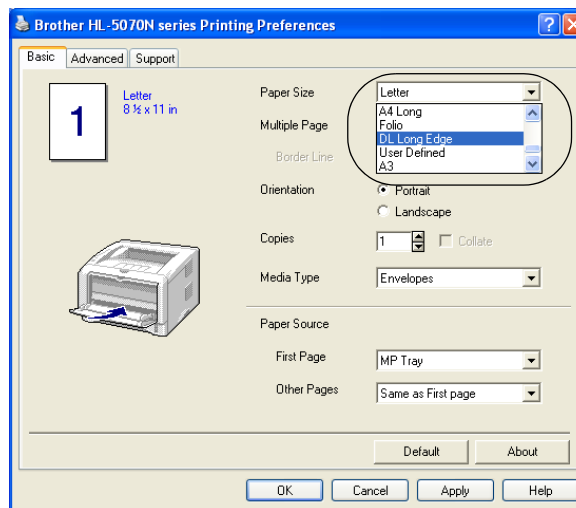 Brother HL-5070N series Printing Preferences
Basic Advanced Support
1
Letter
8 ½ x 11 in
Paper Size Letter
A4 Long
Multiple Page Folio
DL Long Edge
Border Line User Defined
A3
Orientation Portrait
Landscape
Copies 1 Collate
Media Type Envelopes
Paper Source
First Page MP Tray
Other Pages Same as First page
Default About
OK Cancel Apply Help